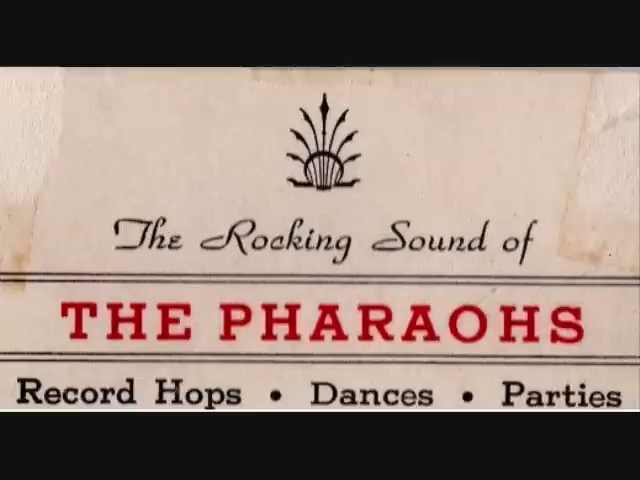 The Rocking Sound of
THE PHARAOHS
Record Hops • Dances • Parties